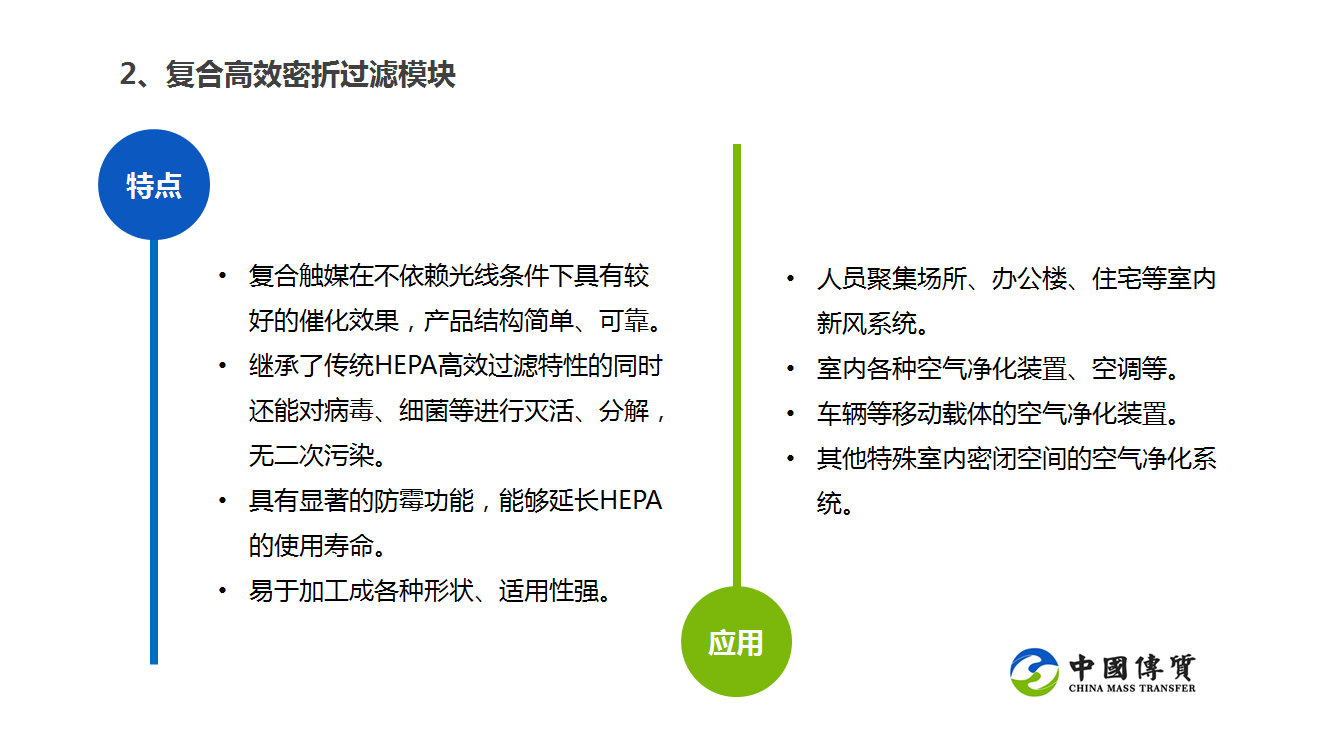 2、复合高效密折过滤模块
特点
• 复合触媒在不依赖光线条件下具有较
好的催化效果，产品结构简单、可靠。
• 继承了传统HEPA高效过滤特性的同时
还能对病毒、细菌等进行灭活、分解，
无二次污染。
• 具有显著的防霉功能，能够延长HEPA
的使用寿命。
• 易于加工成各种形状、适用性强。
• 人员聚集场所、办公楼、住宅等室内
新风系统。
• 室内各种空气净化装置、空调等。
• 车辆等移动载体的空气净化装置。
• 其他特殊室内密闭空间的空气净化系
统。
应用
中國傳質
CHINA MASS TRANSFER